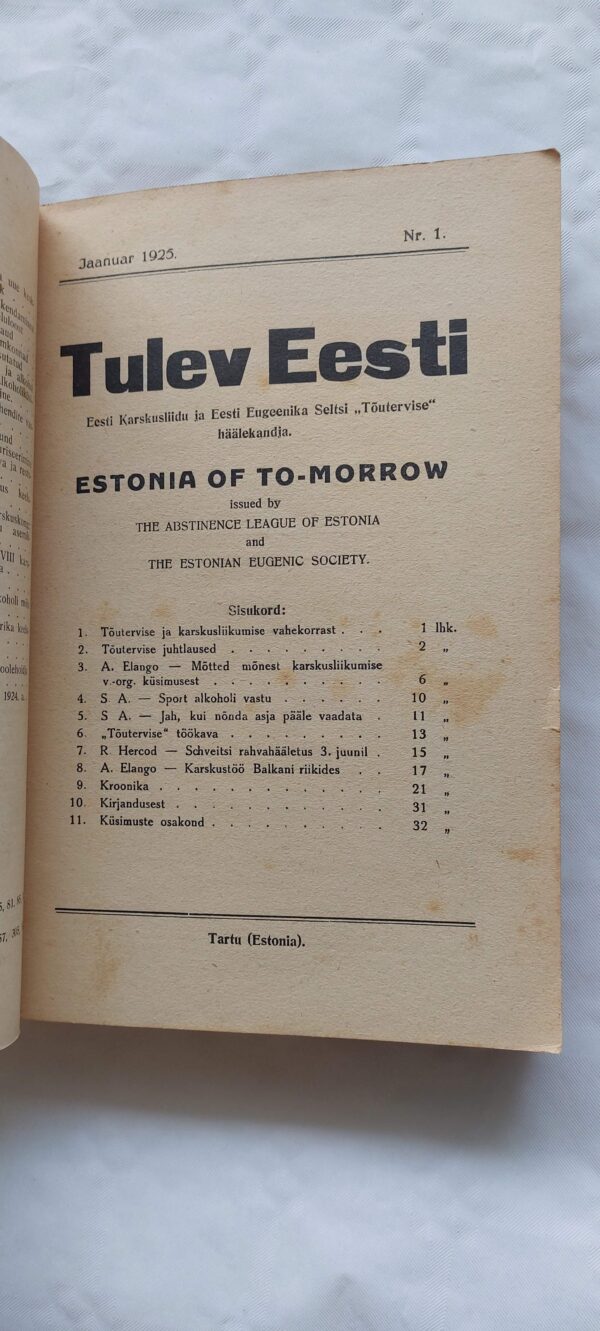 Jaanuar 1925. Nr. 1.
Tulev Eesti
Eesti Karskusliidu ja Eesti Eugeenika Seltsi „Tõutervise“
häälekandja.
ESTONIA OF TO-MORROW
issued by
THE ABSTINENCE LEAGUE OF ESTONIA
and
THE ESTONIAN EUGENIC SOCIETY.
Sisukord:
1. Tõutervise ja karskusliikumise vahekorrast . . . 1 lhk.
2. Tõutervise juhtlaused . . . . . . . . . . 2 „
3. A. Elango — Mõtted mõnest karskusliikumise
v.-org. küsimusest . . . . . . . . . . 6 „
4. S. A. — Sport alkoholi vastu . . . . . . . 10 „
5. S. A. — Jah, kui nõnda asja pääle vaadata . 11 „
6. „Tõutervise“ töökava . . . . . . . . . . 13 „
7. R. Hercod — Schveitsi rahvahääletus 3. juunil . 15 „
8. A. Elango — Karskustöö Balkani riikides . . 17 „
9. Kroonika . . . . . . . . . . . . . . 21 „
10. Kirjandusest . . . . . . . . . . . . . 31 „
11. Küsimuste osakond . . . . . . . . . . . 32 „
Tartu (Estonia).
VIII
1924. a.